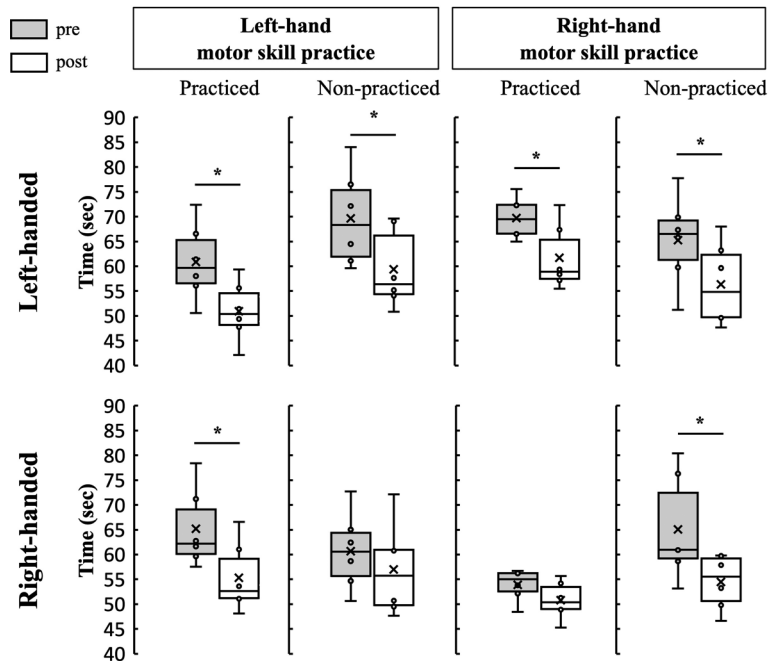 pre
post
Left-hand
motor skill practice
Right-hand
motor skill practice
Practiced
Non-practiced
Practiced
Non-practiced
Left-handed
Time (sec)
90
85
80
75
70
65
60
55
50
45
40
*
*
*
*
Right-handed
Time (sec)
90
85
80
75
70
65
60
55
50
45
40
*
*